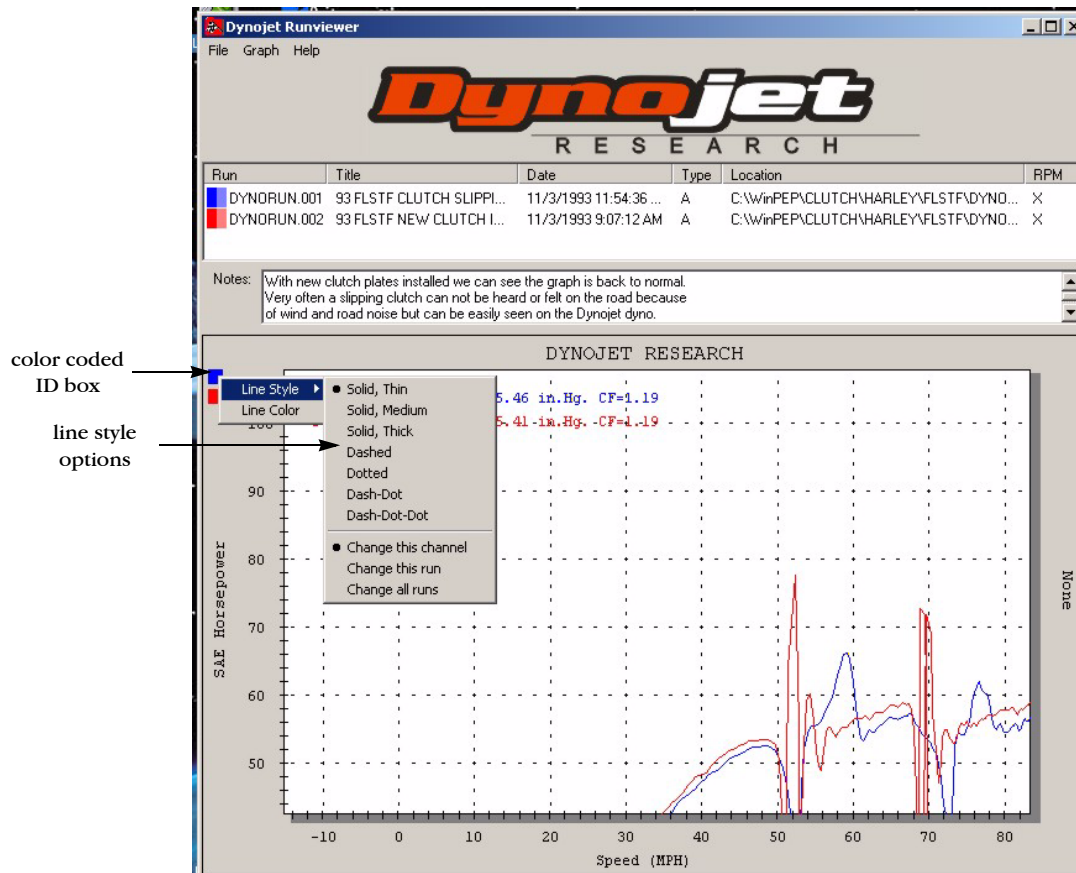 Dynojet Runviewer
File Graph Help
Dynojet
RESEARCH
Run Title Date Type Location RPM
DYNORUN.001 93 FLSTF CLUTCH SLIPPI... 11/3/1993 11:54:36 ... A C:\WinPEP\CLUTCH\HARLEY\FLSTF\DYNO... X
DYNORUN.002 93 FLSTF NEW CLUTCH I... 11/3/1993 9:07:12 AM A C:\WinPEP\CLUTCH\HARLEY\FLSTF\DYNO... X
Notes: With new clutch plates installed we can see the graph is back to normal.
Very often a slipping clutch can not be heard or felt on the road because
of wind and road noise but can be easily seen on the Dynojet dyno.
DYNOJET RESEARCH
color coded
ID box
line style
options
Line Style
Line Color
Solid, Thin
Solid, Medium
Solid, Thick
Dashed
Dotted
Dash-Dot
Dash-Dot-Dot
Change this channel
Change this run
Change all runs
5.46 in.Hg. CF=1.19
5.41 in.Hg. CF=1.19
100
90
80
70
60
50
SAE Horsepower
None
-10 0 10 20 30 40 50 60 70 80
Speed (MPH)